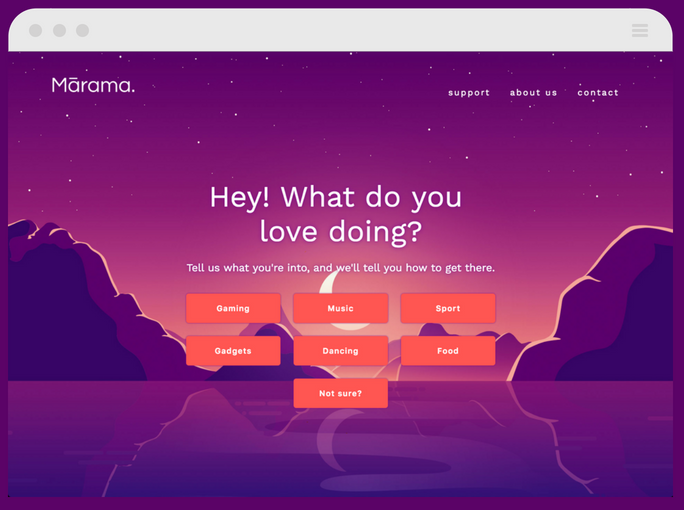 Mārama.
support about us contact
Hey! What do you
love doing?
Tell us what you're into, and we'll tell you how to get there.
Gaming Music Sport
Gadgets Dancing Food
Not sure?